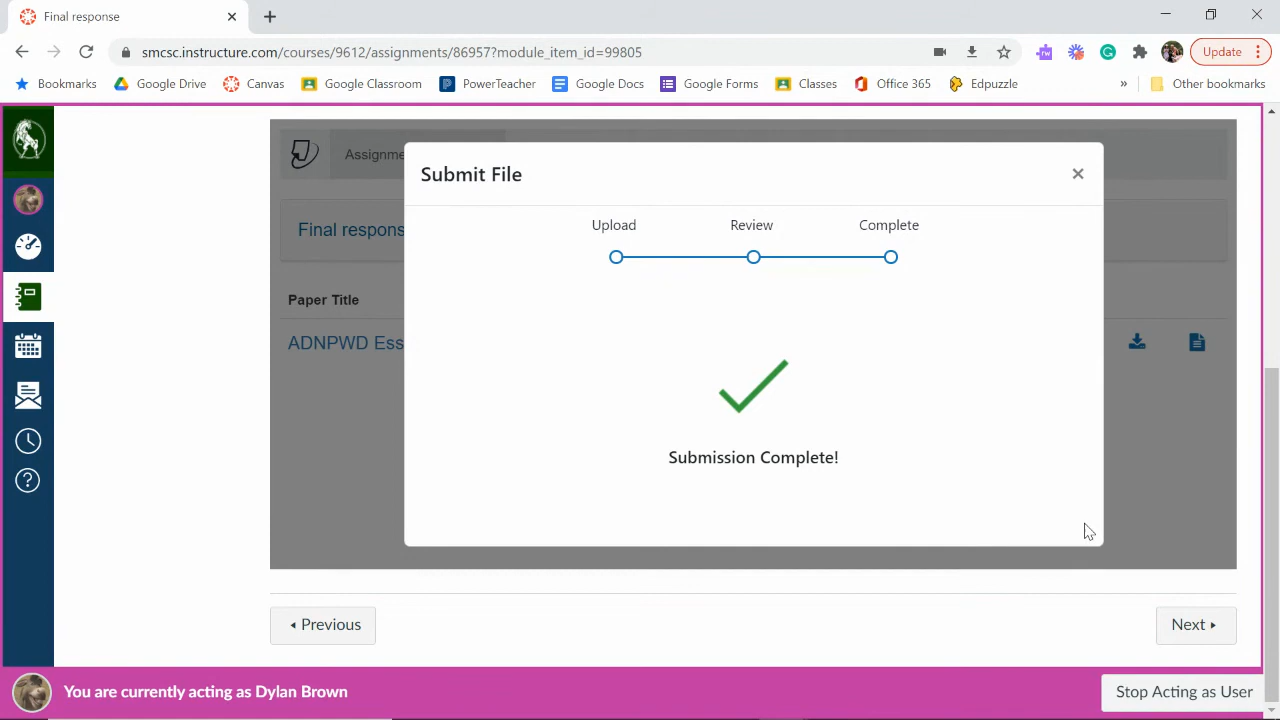 Final response
smcsc.instructure.com/courses/9612/assignments/86957?module_item_id=99805
Update
Bookmarks Google Drive Canvas Google Classroom PowerTeacher Google Docs Google Forms Classes Office 365 Edpuzzle » Other bookmarks
Assignme
Submit File
Upload Review Complete
Final respons
Paper Title
ADNPWD Ess
Submission Complete!
Previous
Next
You are currently acting as Dylan Brown
Stop Acting as User